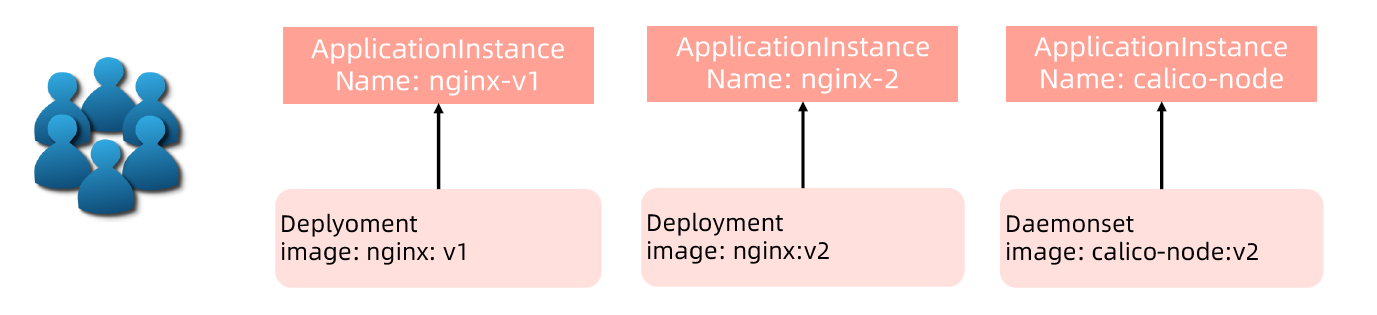 ApplicationInstance
Name: nginx-v1
ApplicationInstance
Name: nginx-2
ApplicationInstance
Name: calico-node
Deplyoment
image: nginx: v1
Deployment
image: nginx:v2
Daemonset
image: calico-node:v2